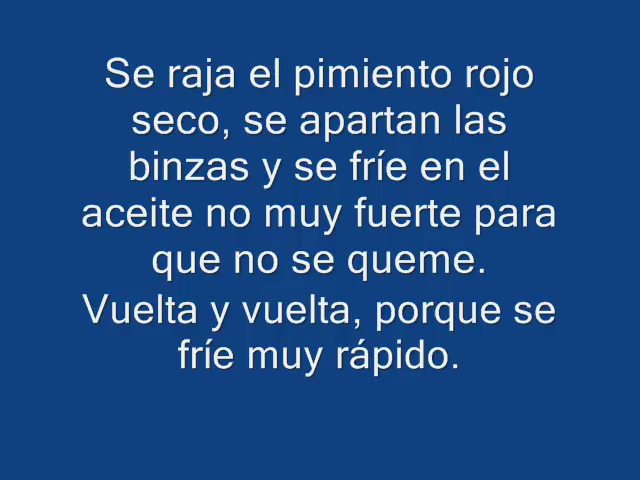 Se raja el pimiento rojo
seco, se apartan las
binzas y se fríe en el
aceite no muy fuerte para
que no se queme.
Vuelta y vuelta, porque se
fríe muy rápido.